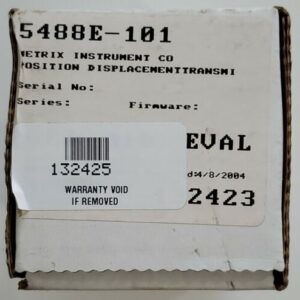 5488E-101
METRIX INSTRUMENT CO
POSITION DISPLACEMENTTRANSMI
Serial No:
Series: Firmware:
EVAL
132425
d:4/8/2004
WARRANTY VOID
IF REMOVED
2423